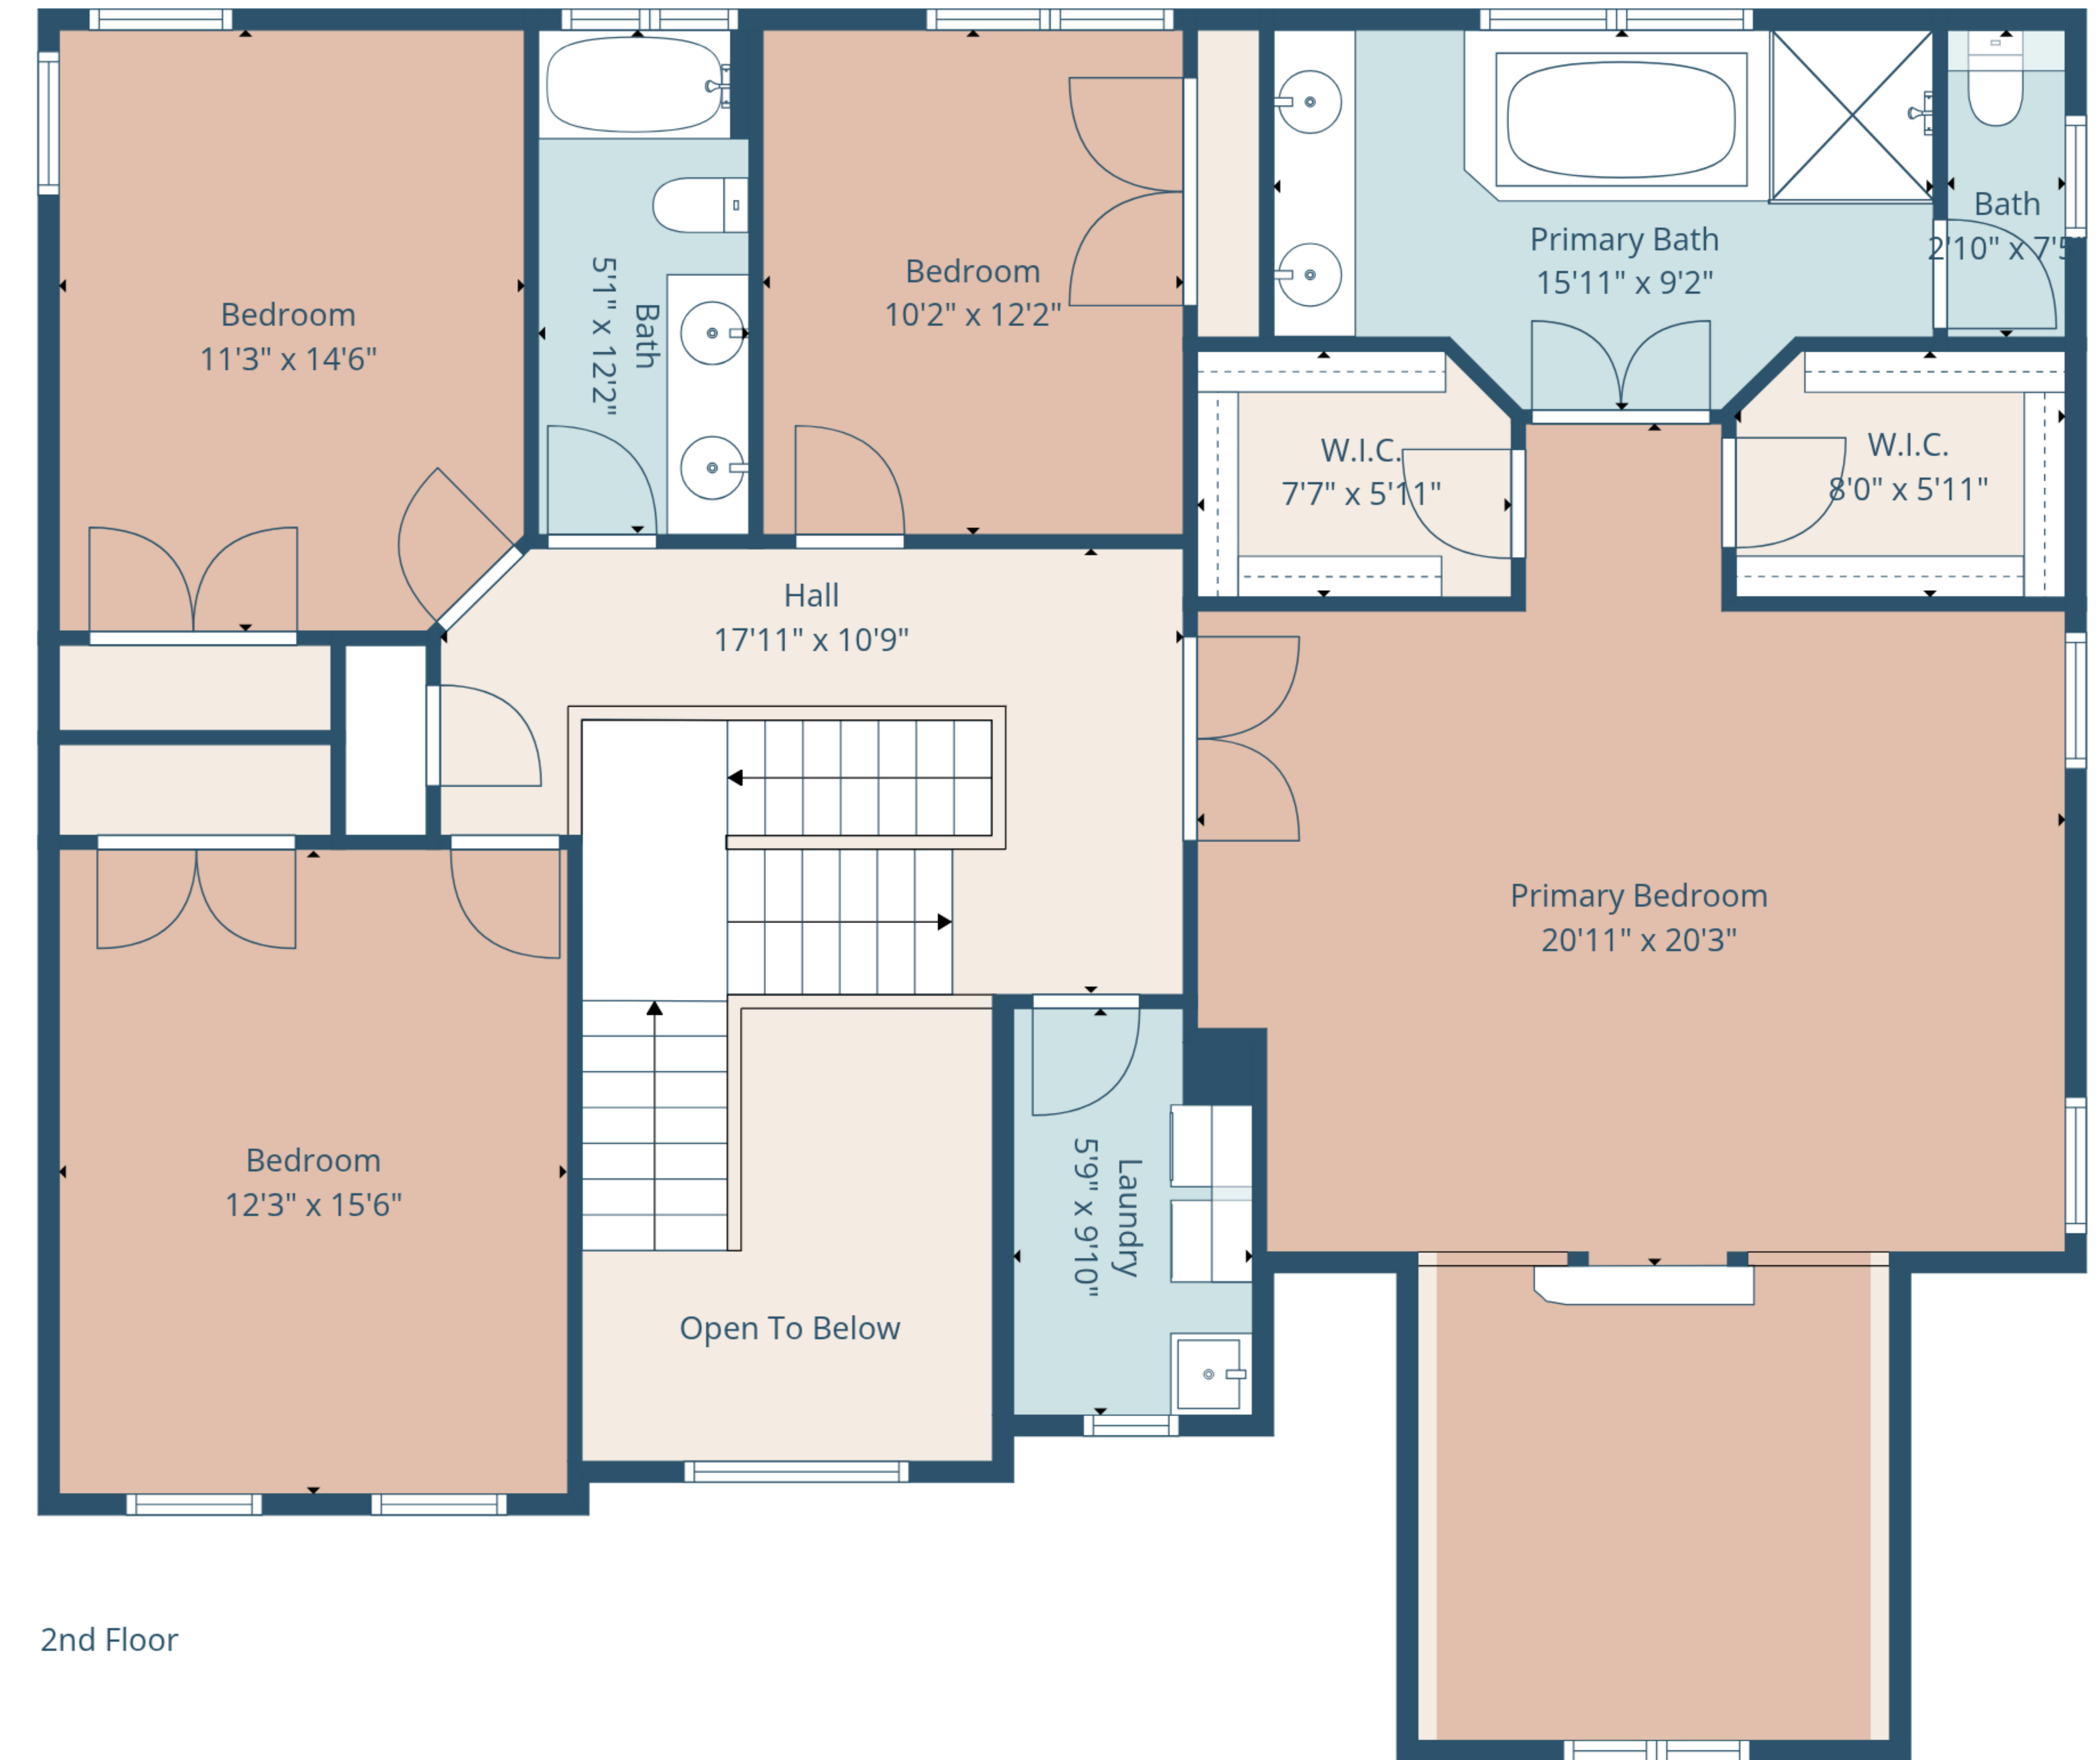 Bedroom
11'3" x 14'6"
Bath
5'1" x 12'2"
Bedroom
10'2" x 12'2"
Primary Bath
15'11" x 9'2"
Bath
2'10" x 7'5"
W.I.C.
7'7" x 5'11"
W.I.C.
8'0" x 5'11"
Hall
17'11" x 10'9"
Primary Bedroom
20'11" x 20'3"
Bedroom
12'3" x 15'6"
Laundry
5'9" x 9'10"
Open To Below
2nd Floor